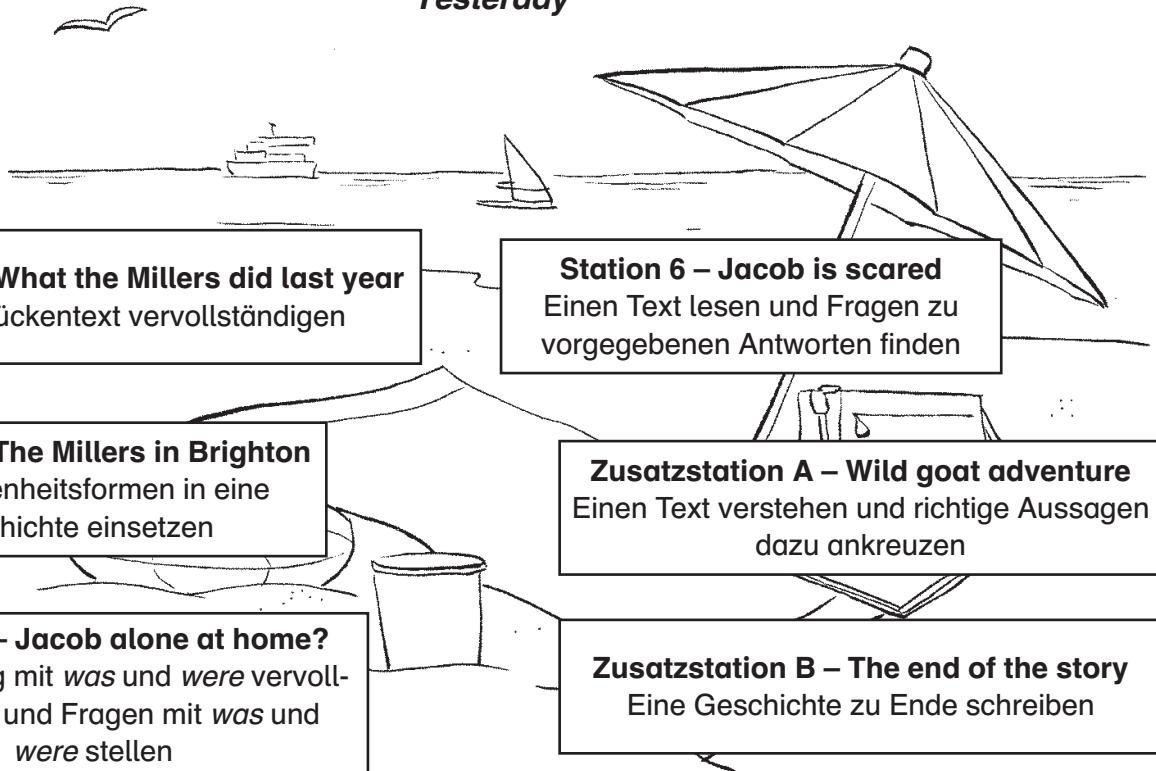 Yesterday
What the Millers did last year
ückentext vervollständigen
The Millers in Brighton
enheitsformen in eine
hichte einsetzen
– Jacob alone at home?
g mit was und were vervoll-
und Fragen mit was und
were stellen
Station 6 – Jacob is scared
Einen Text lesen und Fragen zu
vorgegebenen Antworten finden
Zusatzstation A – Wild goat adventure
Einen Text verstehen und richtige Aussagen
dazu ankreuzen
Zusatzstation B – The end of the story
Eine Geschichte zu Ende schreiben